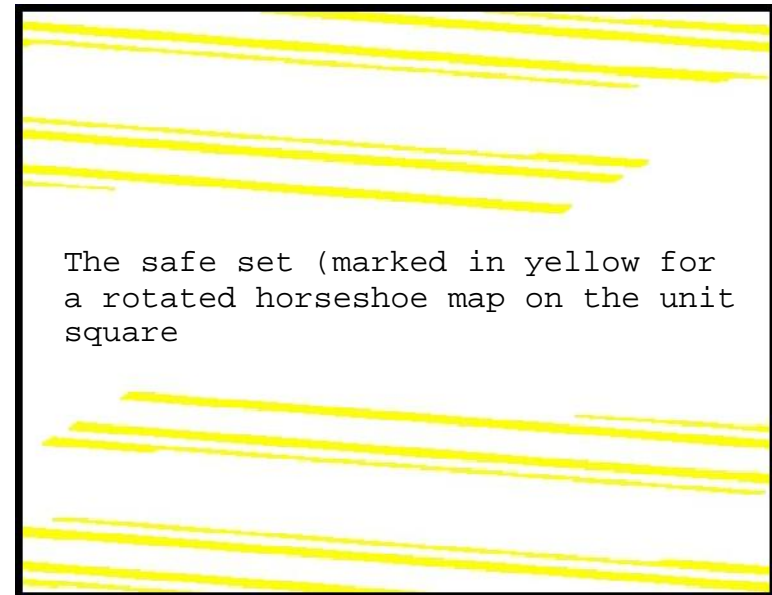 The safe set (marked in yellow for
a rotated horseshoe map on the unit
square